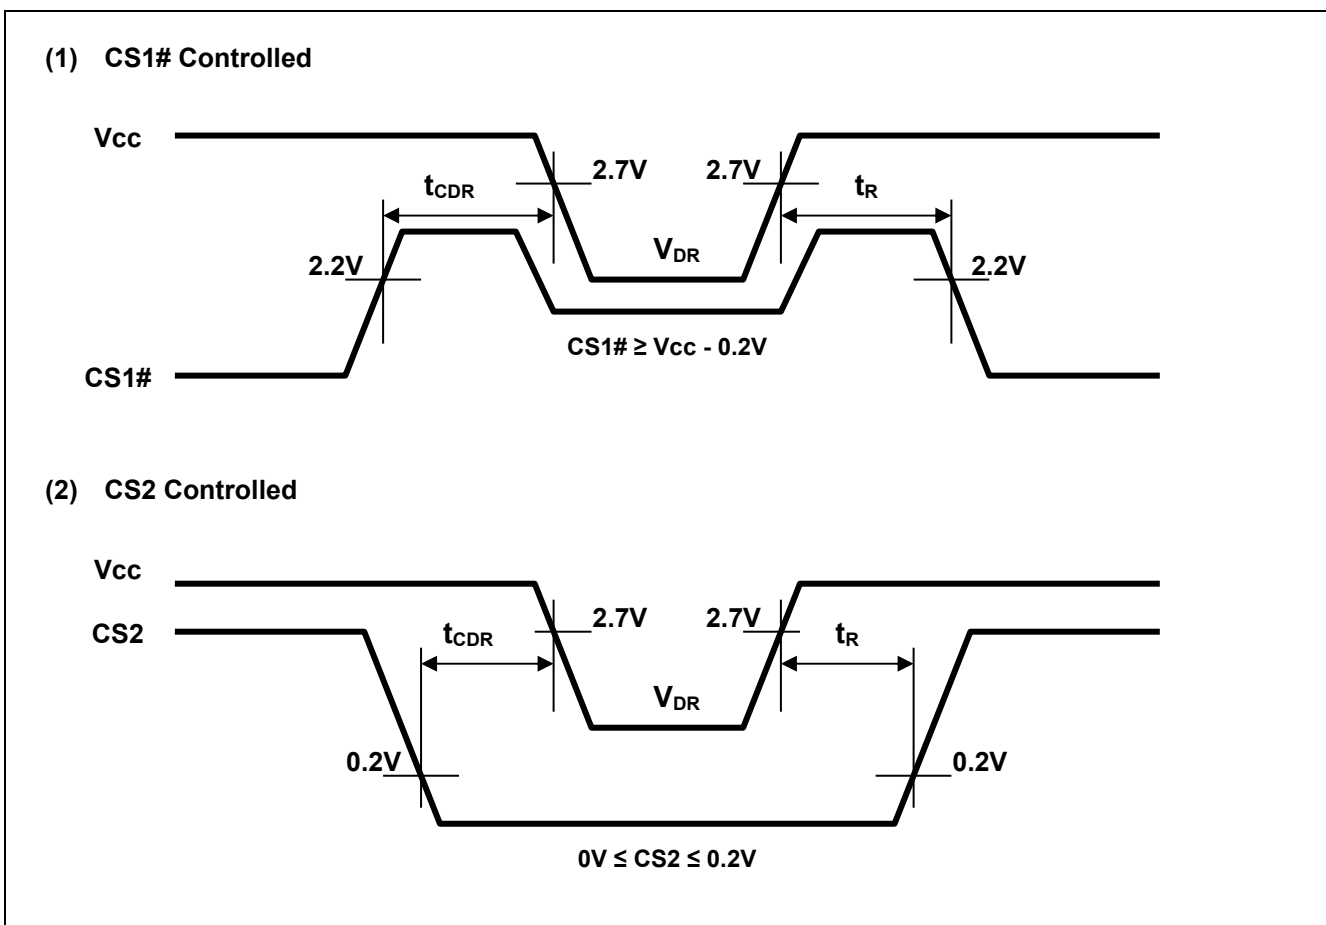 (1) CS1# Controlled
Vcc
2.7V 2.7V
tCDR tR
VDR
2.2V 2.2V
CS1# ≥ Vcc - 0.2V
CS1#
(2) CS2 Controlled
Vcc
CS2
2.7V 2.7V
tCDR tR
VDR
0.2V 0.2V
0V ≤ CS2 ≤ 0.2V